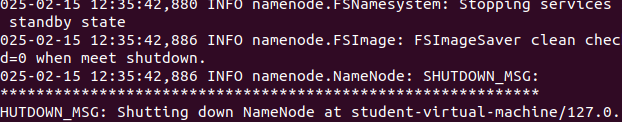 025-02-15 12:35:42,880 INFO namenode.FSNamesystem: Stopping services
 standby state
025-02-15 12:35:42,886 INFO namenode.FSImage: FSImageSaver clean chec
d=0 when meet shutdown.
025-02-15 12:35:42,886 INFO namenode.NameNode: SHUTDOWN_MSG:
************************************************************
HUTDOWN_MSG: Shutting down NameNode at student-virtual-machine/127.0.